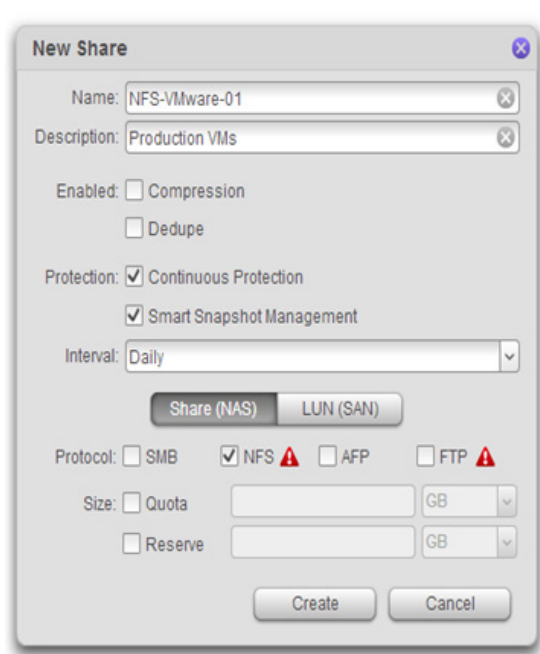 New Share
Name: NFS-VMware-01
Description: Production VMs
Enabled: Compression
Dedupe
Protection: Continuous Protection
Smart Snapshot Management
Interval: Daily
Share (NAS) LUN (SAN)
Protocol: SMB NFS AFP FTP
Size: Quota GB
Reserve GB
Create Cancel